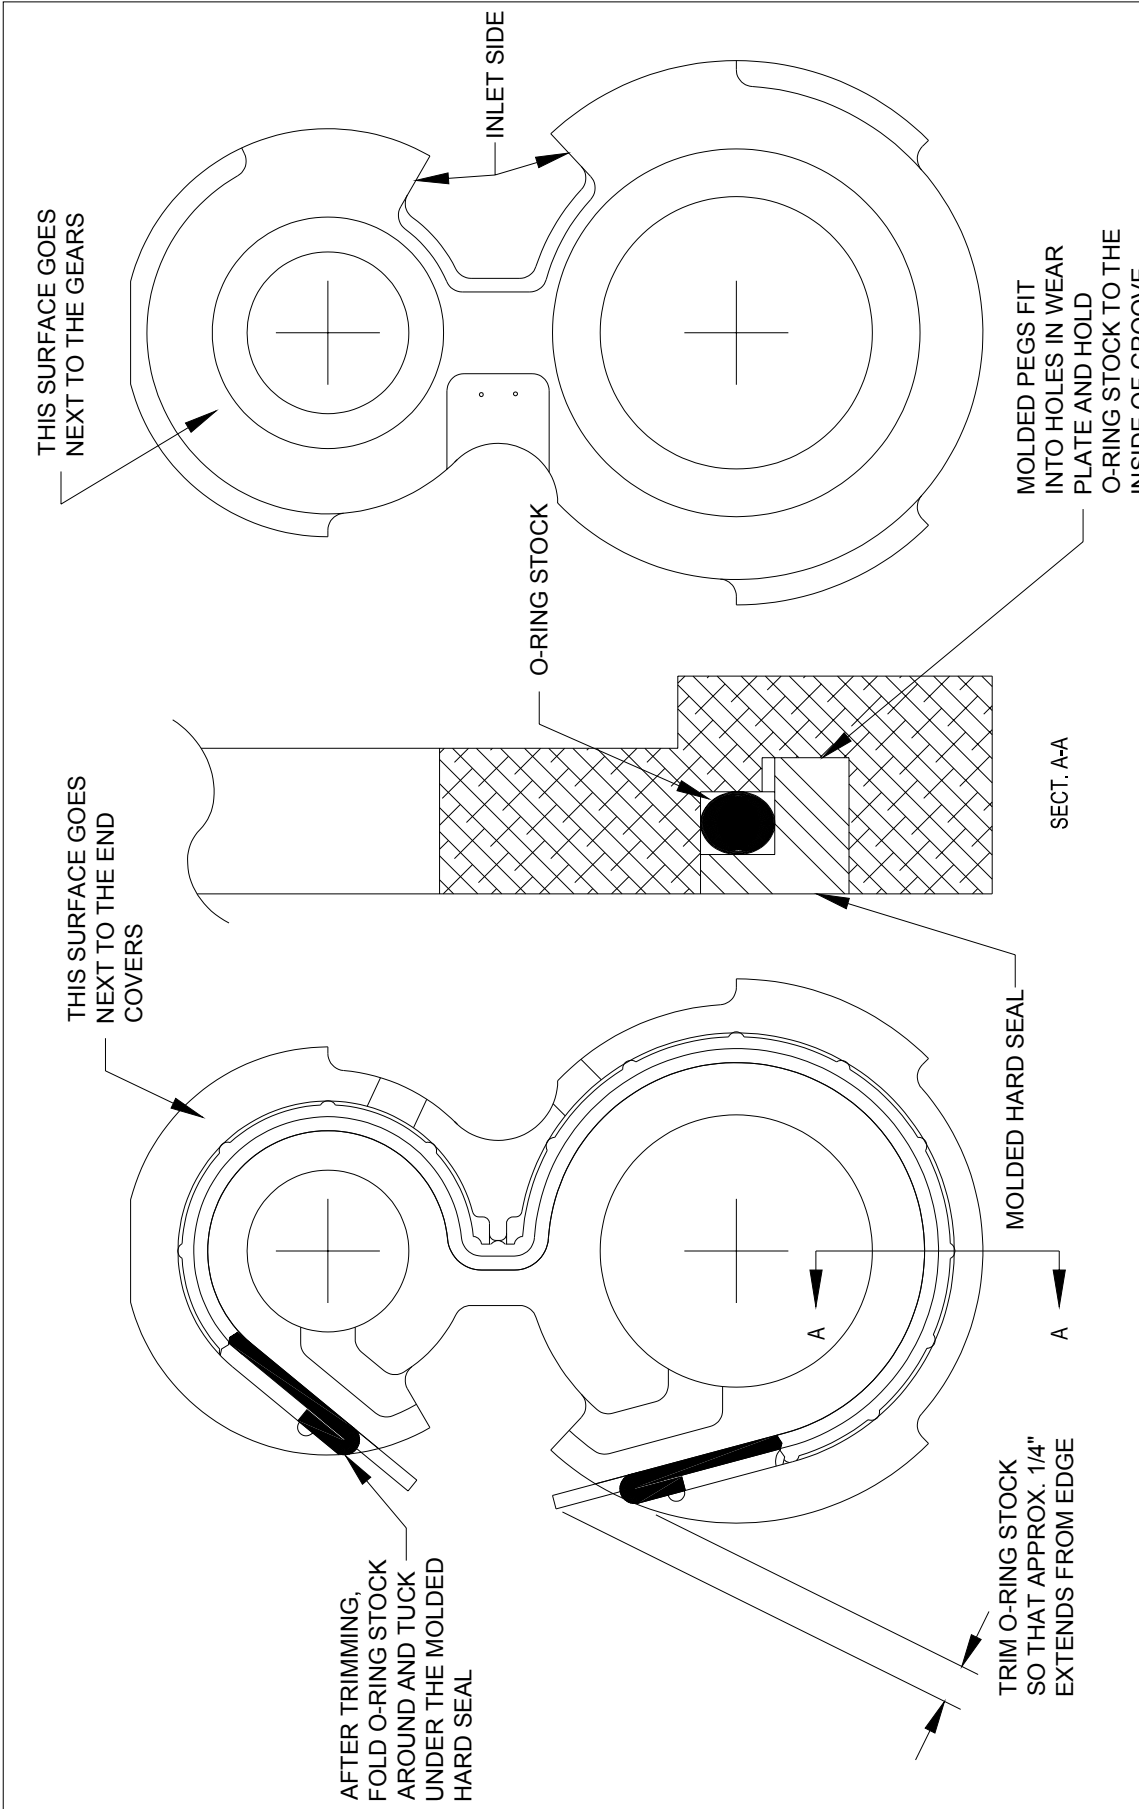 THIS SURFACE GOES
NEXT TO THE END
COVERS
THIS SURFACE GOES
NEXT TO THE GEARS
AFTER TRIMMING,
FOLD O-RING STOCK
AROUND AND TUCK
UNDER THE MOLDED
HARD SEAL
O-RING STOCK
INLET SIDE
A
A
TRIM O-RING STOCK
SO THAT APPROX. 1/4"
EXTENDS FROM EDGE
MOLDED HARD SEAL
SECT. A-A
MOLDED PEGS FIT
INTO HOLES IN WEAR
PLATE AND HOLD
O-RING STOCK TO THE
INSIDE OF GROOVE